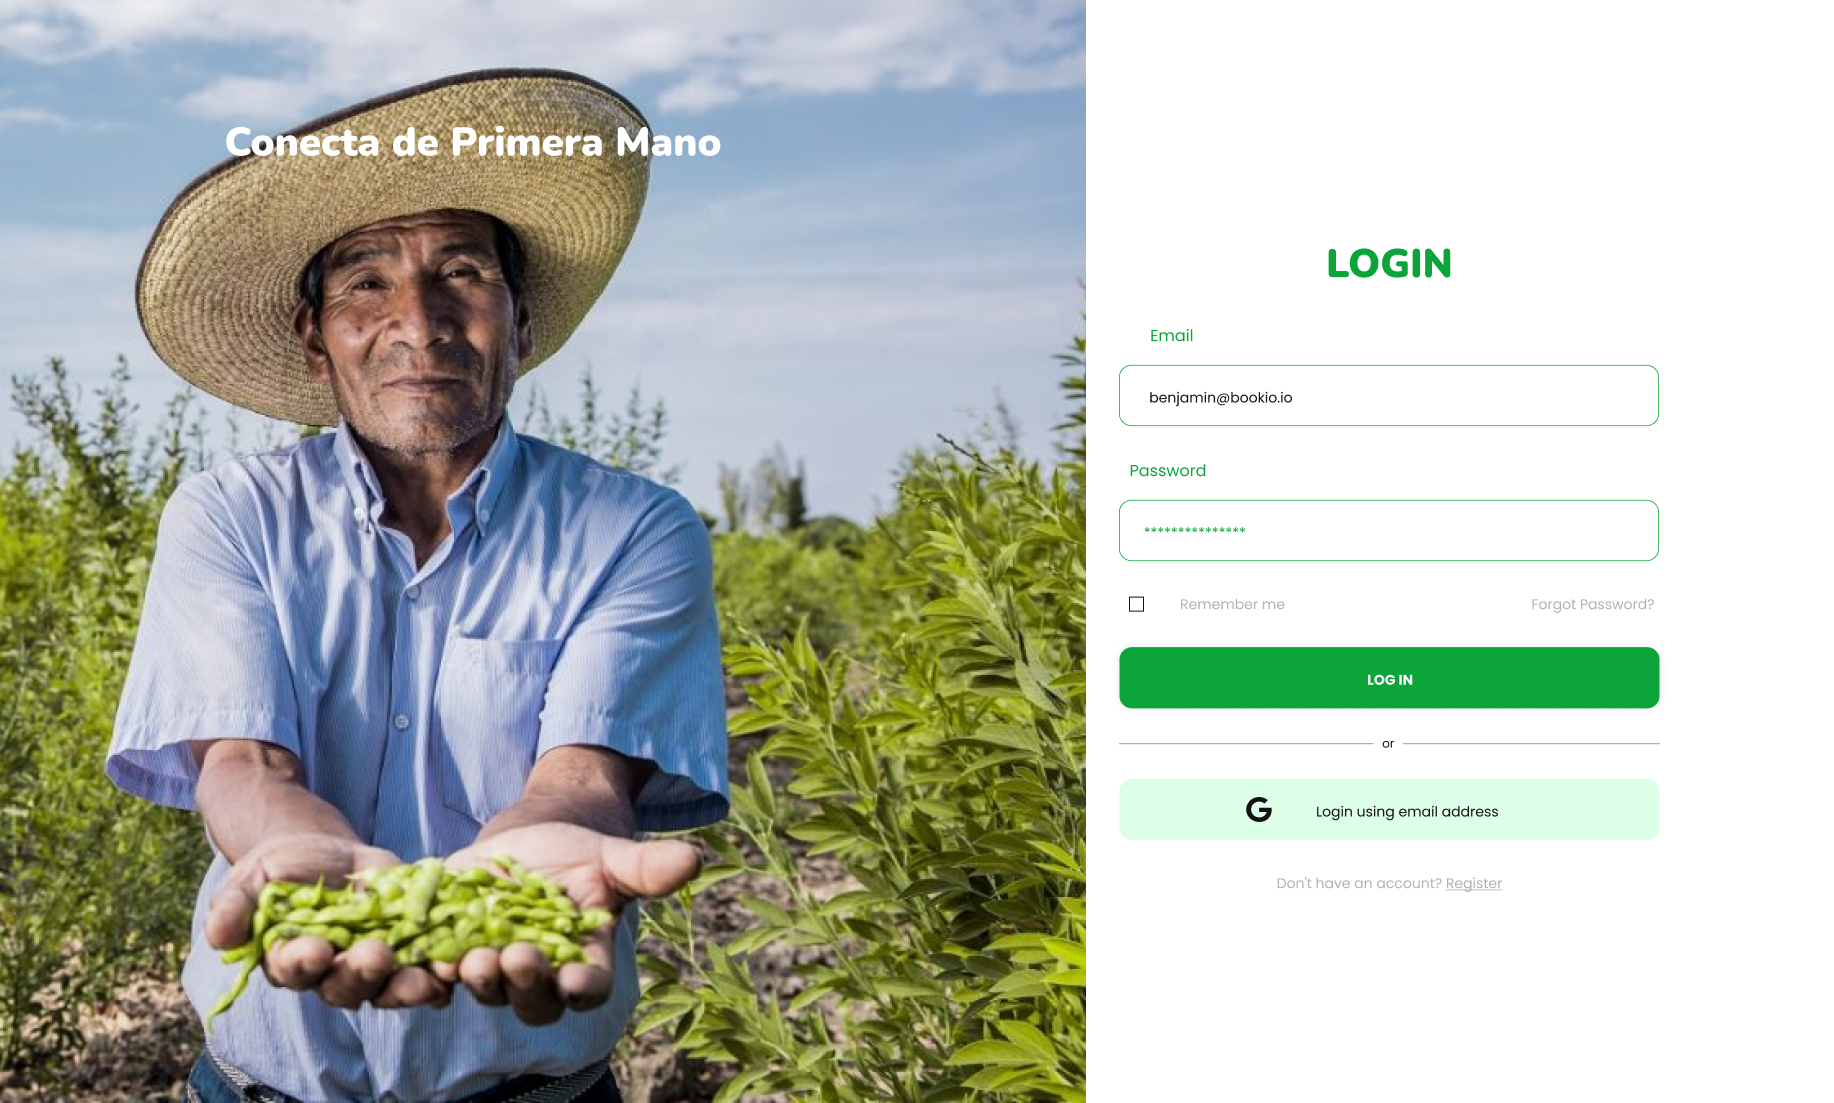 Conecta de Primera Mano
LOGIN
Email
benjamin@bookio.io
Password
***************
Remember me
Forgot Password?
LOG IN
or
G
Login using email address
Don't have an account? Register